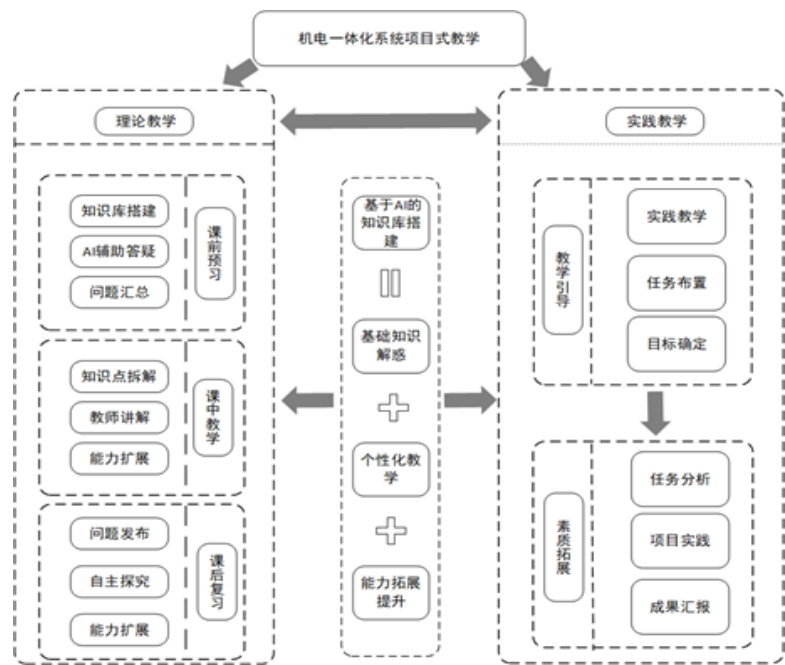 机电一体化系统项目式教学
理论教学
知识库搭建
AI辅助答疑
问题汇总
课前预习
知识点拆解
教师讲解
能力扩展
课中教学
问题发布
自主探究
能力扩展
课后复习
基于AI的
知识库搭
建
基础知识
解惑
个性化教
学
能力拓展
提升
实践教学
教学引导
实践教学
任务布置
目标确定
素质拓展
任务分析
项目实践
成果汇报